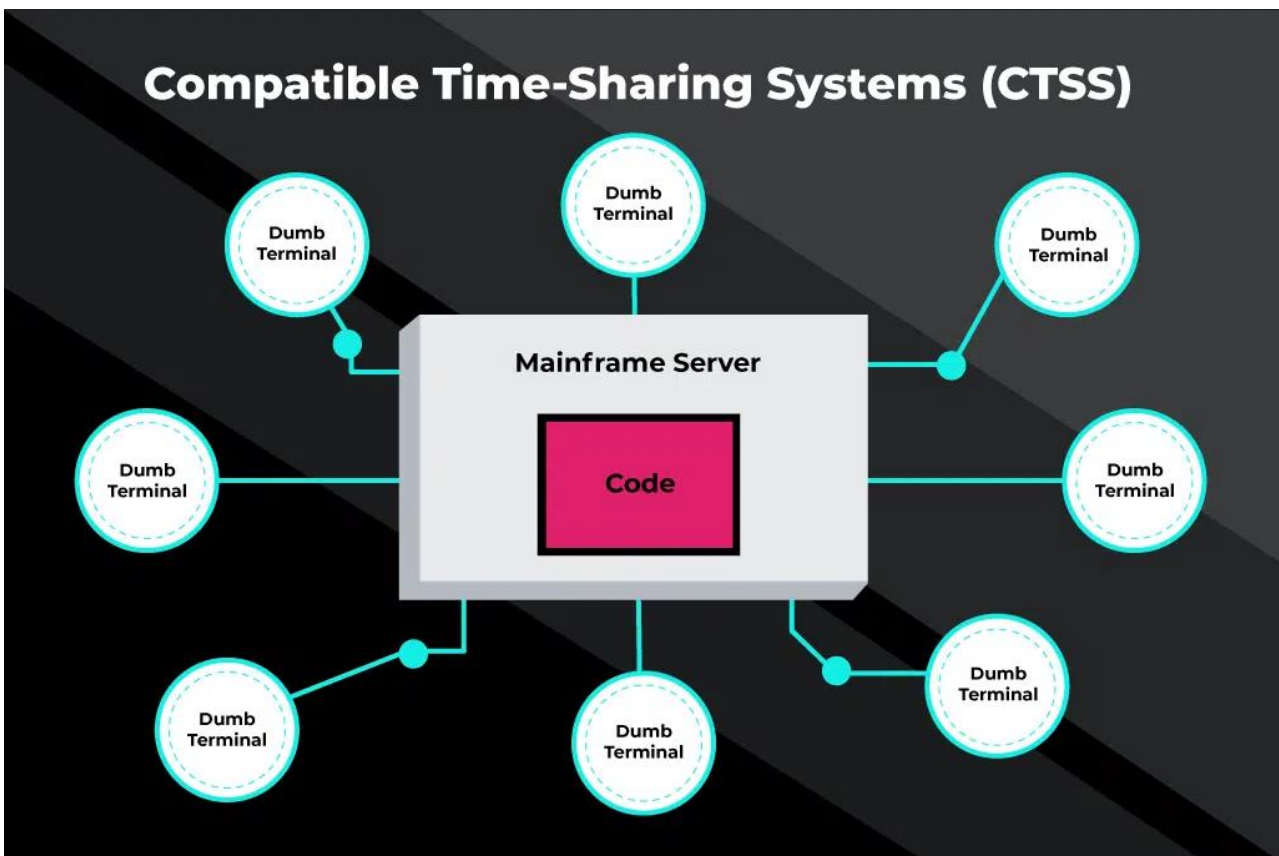 Compatible Time-Sharing Systems (CTSS)
Dumb
Terminal
Dumb
Terminal
Dumb
Terminal
Mainframe Server
Code
Dumb
Terminal
Dumb
Terminal
Dumb
Terminal
Dumb
Terminal
Dumb
Terminal